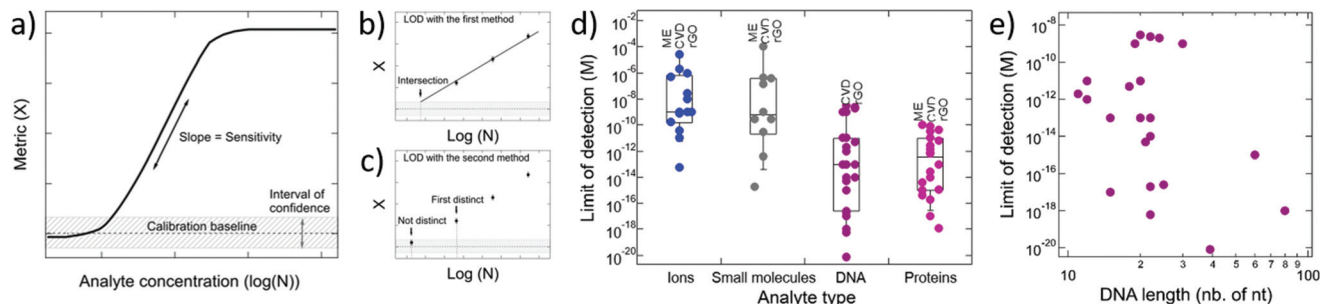 a)
Metric (X)
Slope = Sensitivity
Interval of
confidence
Calibration baseline
Analyte concentration (log(N))
b)
LOD with the first method
X
Intersection
Log (N)
c)
LOD with the second method
X
First distinct
Not distinct
Log (N)
d)
Limit of detection (M)
10⁻²
10⁻⁴
10⁻⁶
10⁻⁸
10⁻¹⁰
10⁻¹²
10⁻¹⁴
10⁻¹⁶
10⁻¹⁸
10⁻²⁰
ME
CVD
rGO
ME
CVD
rGO
CVD
rGO
ME
CVD
rGO
Ions Small molecules DNA Proteins
Analyte type
e)
Limit of detection (M)
10⁻⁸
10⁻¹⁰
10⁻¹²
10⁻¹⁴
10⁻¹⁶
10⁻¹⁸
10⁻²⁰
10 2 3 4 5 6 7 8 9 100
DNA length (nb. of nt)